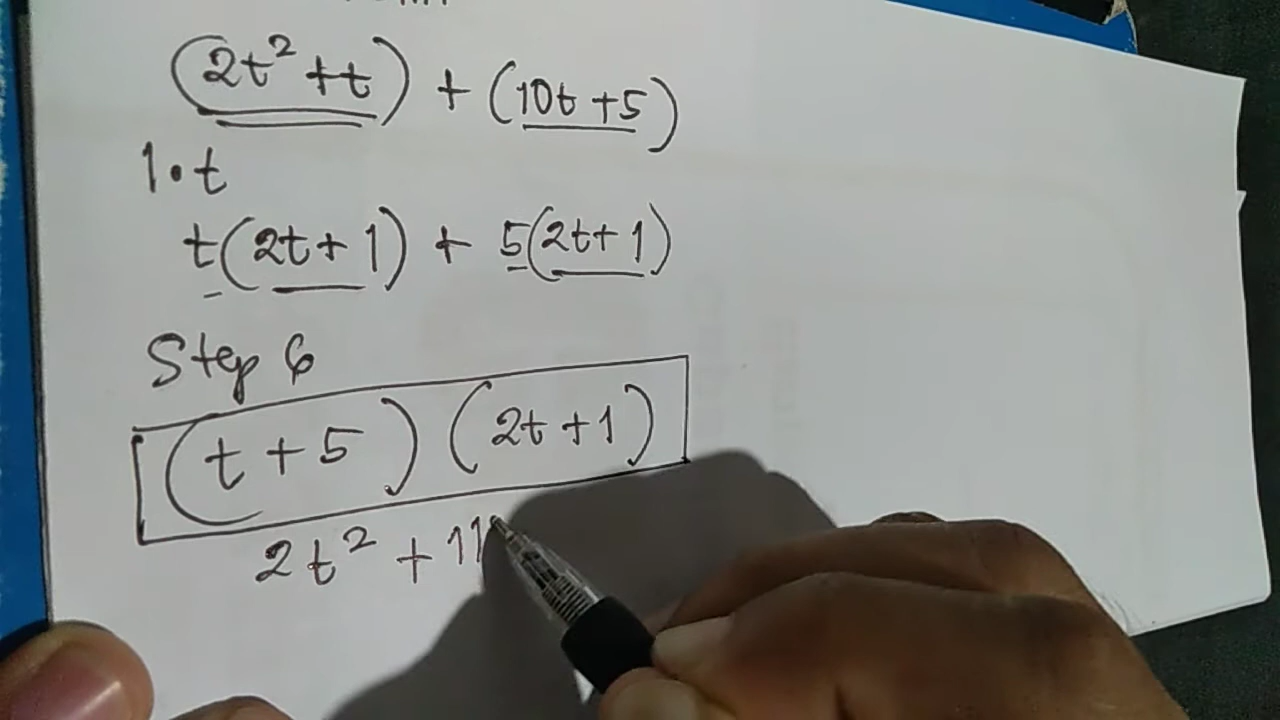 (2t² + t) + (10t + 5)
1•t
t(2t + 1) + 5(2t + 1)
Step 6
(t + 5) (2t + 1)
2t² + 11